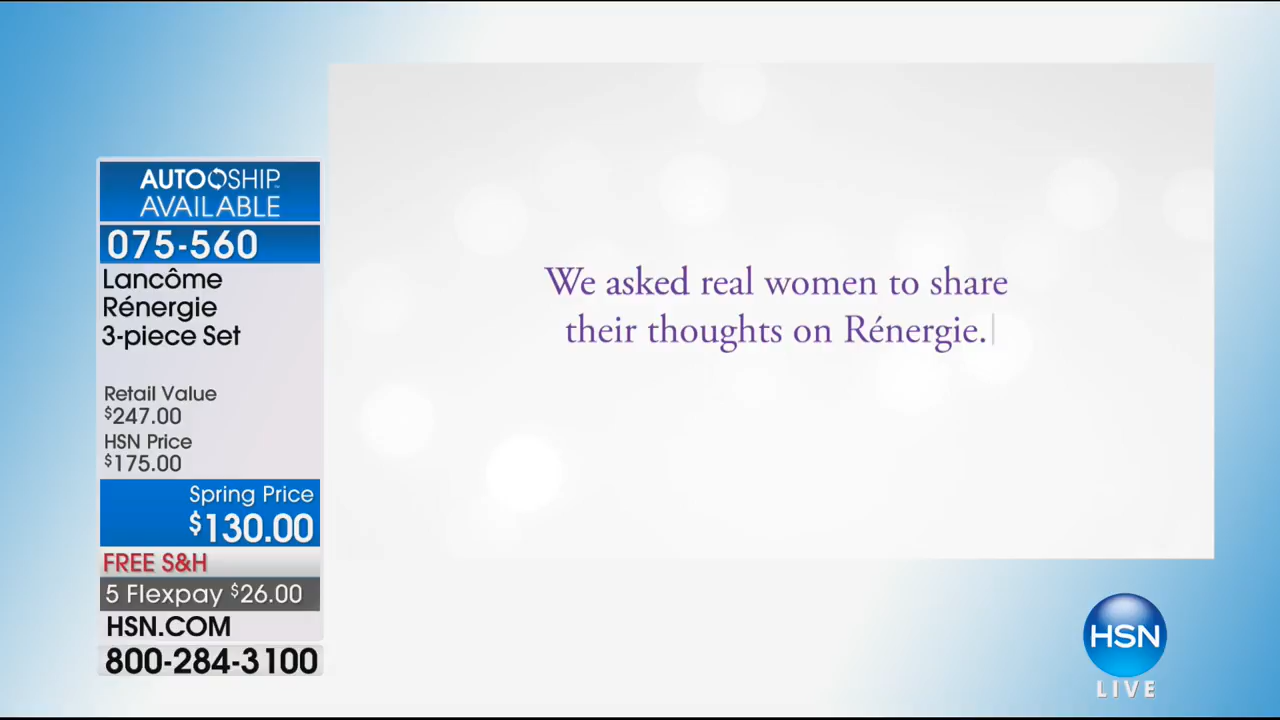 AUTO SHIP
AVAILABLE
075-560
Lancôme
Rénergie
3-piece Set
Retail Value
$247.00
HSN Price
$175.00
Spring Price
$130.00
FREE S&H
5 Flexpay $26.00
HSN.COM
800-284-3100
We asked real women to share
their thoughts on Rénergie.
HSN
LIVE